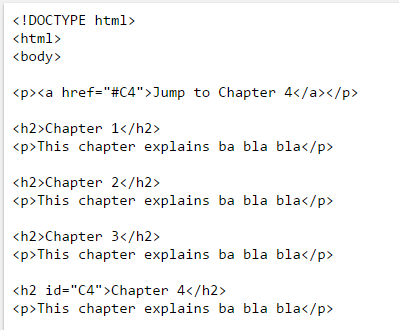 <!DOCTYPE html>
<html>
<body>
<p><a href="#C4">Jump to Chapter 4</a></p>
<h2>Chapter 1</h2>
<p>This chapter explains ba bla bla</p>
<h2>Chapter 2</h2>
<p>This chapter explains ba bla bla</p>
<h2>Chapter 3</h2>
<p>This chapter explains ba bla bla</p>
<h2 id="C4">Chapter 4</h2>
<p>This chapter explains ba bla bla</p>